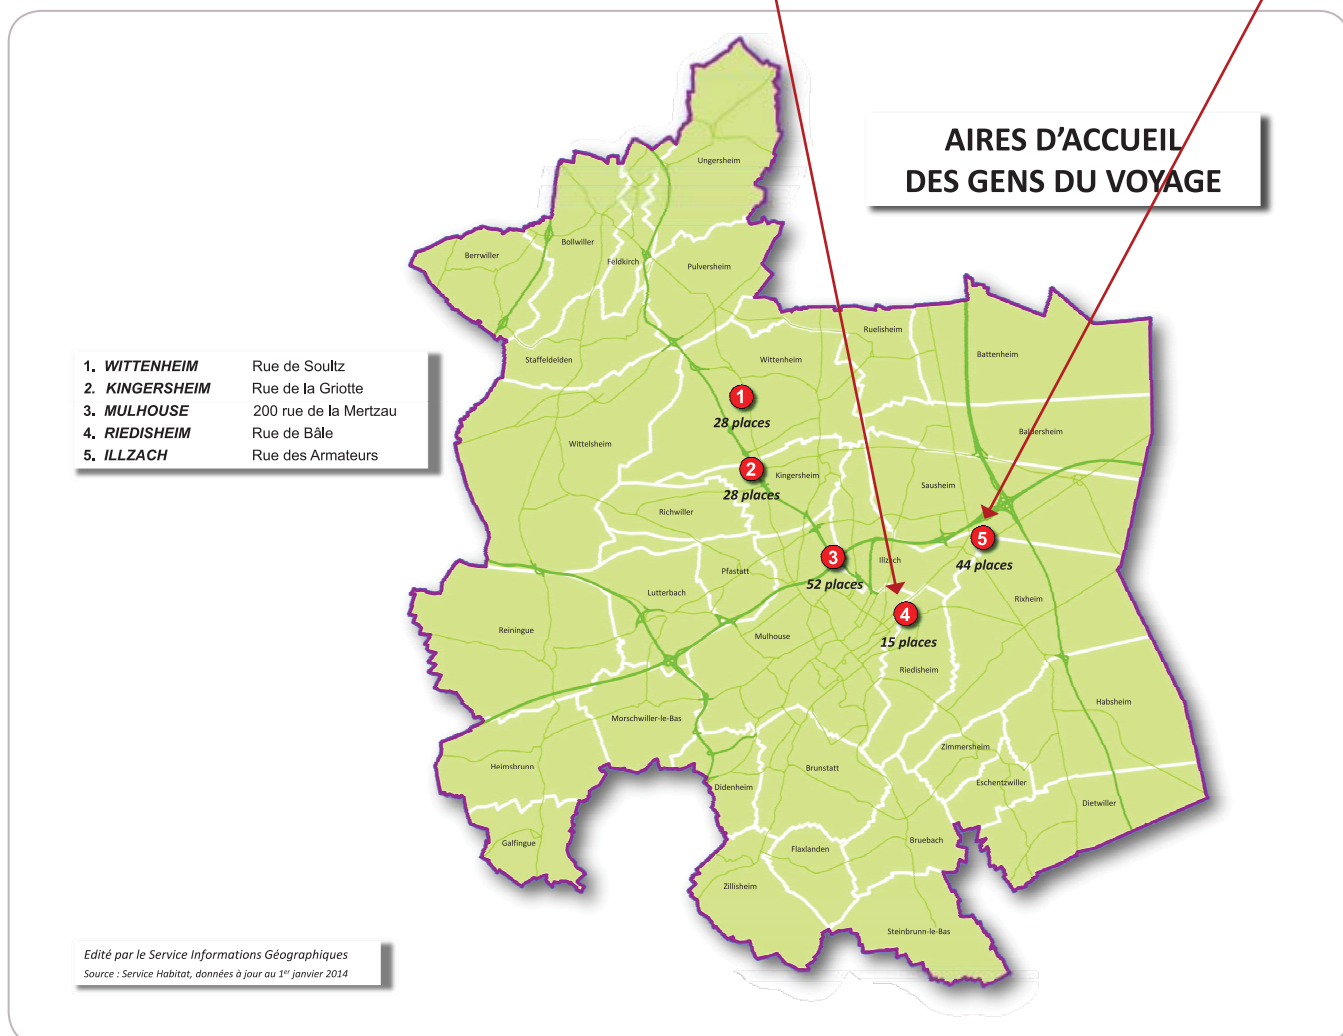 AIRES D'ACCUEIL
DES GENS DU VOYAGE
1. WITTENHEIM Rue de Soultz
2. KINGERSHEIM Rue de la Griotte
3. MULHOUSE 200 rue de la Mertzau
4. RIEDISHEIM Rue de Bâle
5. ILLZACH Rue des Armateurs
Ungersheim
Bollwiller
Berrwiller
Feldkirch
Pulversheim
Ruelisheim
Staffeldelden
Wittenheim
Battenheim
1
28 places
Baldersheim
Wittelsheim
2
Kingersheim
28 places
Sausheim
Richwiller
5
44 places
3
52 places
Illzach
Pfastatt
Lutterbach
Rixheim
4
15 places
Reiningue
Mulhouse
Riedisheim
Habsheim
Morschwiller-le-Bas
Zimmersheim
Heimsbrunn
Brunstatt
Eschentzwiller
Didenheim
Dietwiller
Galfingue
Flaxlanden
Bruebach
Zillisheim
Steinbrunn-le-Bas
Edité par le Service Informations Géographiques
Source : Service Habitat, données à jour au 1er janvier 2014